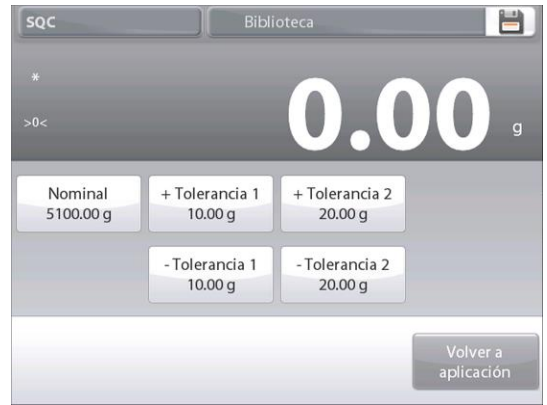 SQC
Biblioteca
*
>0<
0.00 g
Nominal
5100.00 g
+ Tolerancia 1
10.00 g
+ Tolerancia 2
20.00 g
- Tolerancia 1
10.00 g
- Tolerancia 2
20.00 g
Volver a
aplicación